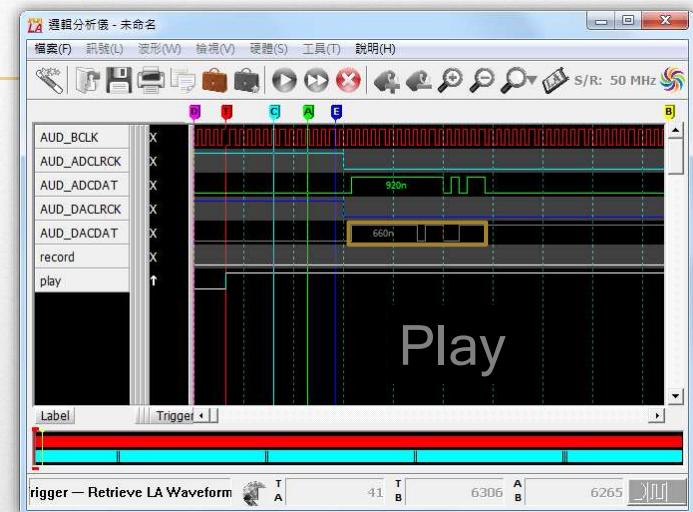 LA 邏輯分析儀 - 未命名
檔案(F) 訊號(L) 波形(W) 檢視(V) 硬體(S) 工具(T) 說明(H)
LA S/R: 50 MHz
D T C A E B
AUD_BCLK X
AUD_ADCLRCK X
AUD_ADCDAT X 920n
AUD_DACLRCK X
AUD_DACDAT X 660n
record X
play ↑
Play
Label Trigger
rigger — Retrieve LA Waveform T A 41 T B 6306 A B 6265